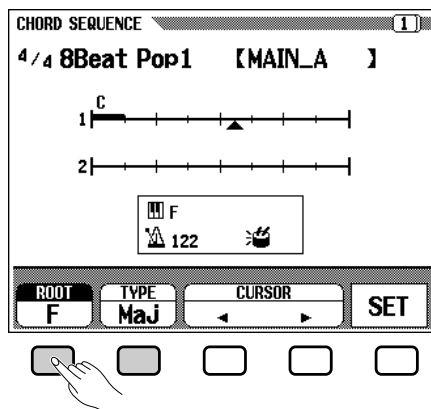 CHORD SEQUENCE 1
4/4 8Beat Pop1 【MAIN_A 】
C
1
2
F
122
ROOT TYPE CURSOR
F Maj ◄ ► SET